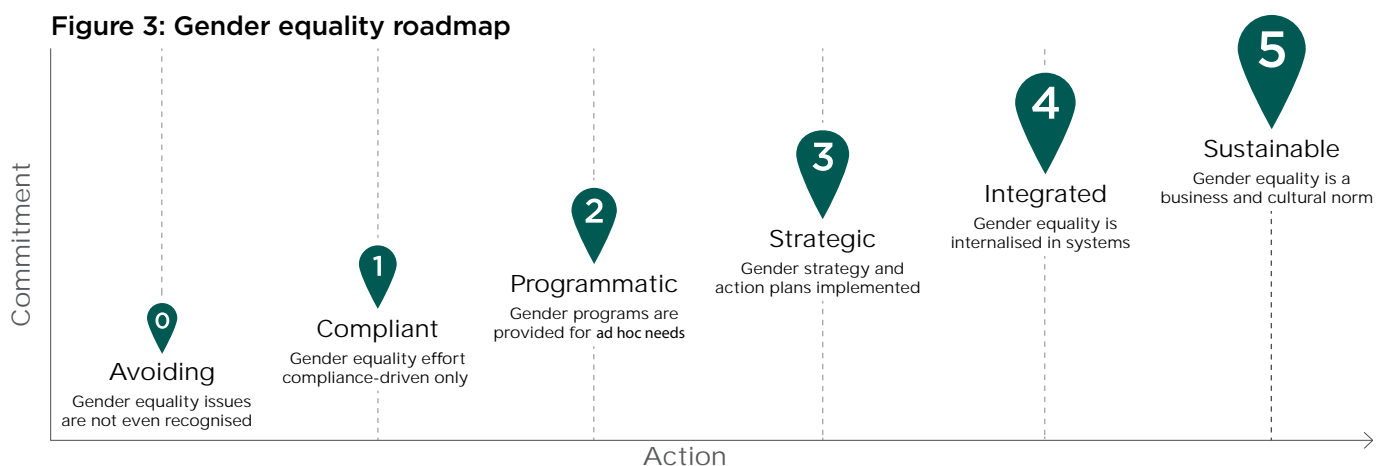 Figure 3: Gender equality roadmap
Commitment
0
Avoiding
Gender equality issues
are not even recognised
1
Compliant
Gender equality effort
compliance-driven only
2
Programmatic
Gender programs are
provided for ad hoc needs
3
Strategic
Gender strategy and
action plans implemented
4
Integrated
Gender equality is
internalised in systems
5
Sustainable
Gender equality is a
business and cultural norm
Action